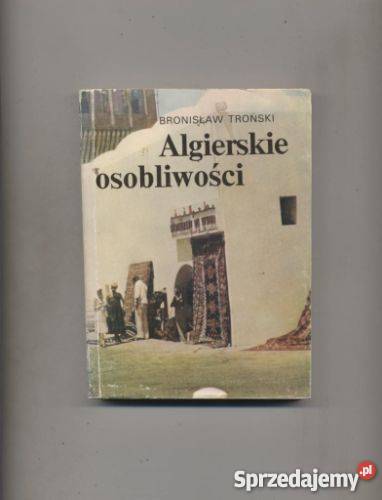 BRONISŁAW TROŃSKI
Algierskie
osobliwości
Sprzedajemy.pl